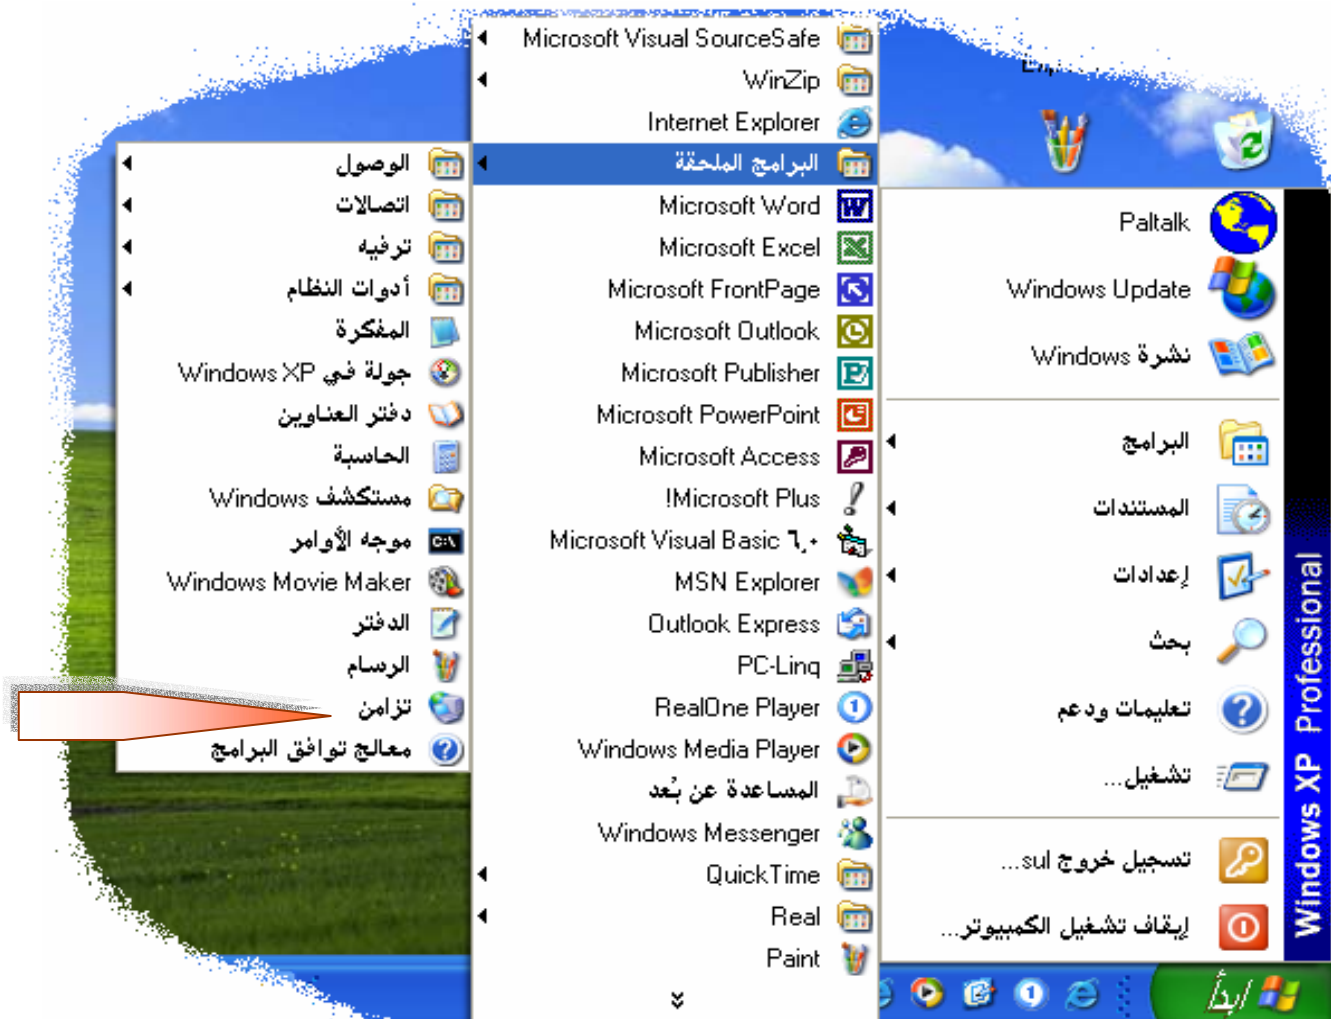 Microsoft Visual SourceSafe
WinZip
Internet Explorer
البرامج الملحقة
Microsoft Word
Microsoft Excel
Microsoft FrontPage
Microsoft Outlook
Microsoft Publisher
Microsoft PowerPoint
Microsoft Access
!Microsoft Plus
Microsoft Visual Basic ٦,٠
MSN Explorer
Outlook Express
PC-Linq
RealOne Player
Windows Media Player
المساعدة عن بُعد
Windows Messenger
QuickTime
Real
Paint
الوصول
اتصالات
ترفيه
أدوات النظام
المفكرة
جولة في Windows XP
دفتر العناوين
الحاسبة
مستكشف Windows
موجه الأوامر
Windows Movie Maker
الدفتر
الرسام
تزامن
معالج توافق البرامج
Paltalk
Windows Update
نشرة Windows
البرامج
المستندات
إعدادات
بحث
تعليمات ودعم
تشغيل...
تسجيل خروج sul...
إيقاف تشغيل الكمبيوتر...
Windows XP Professional
ابدأ